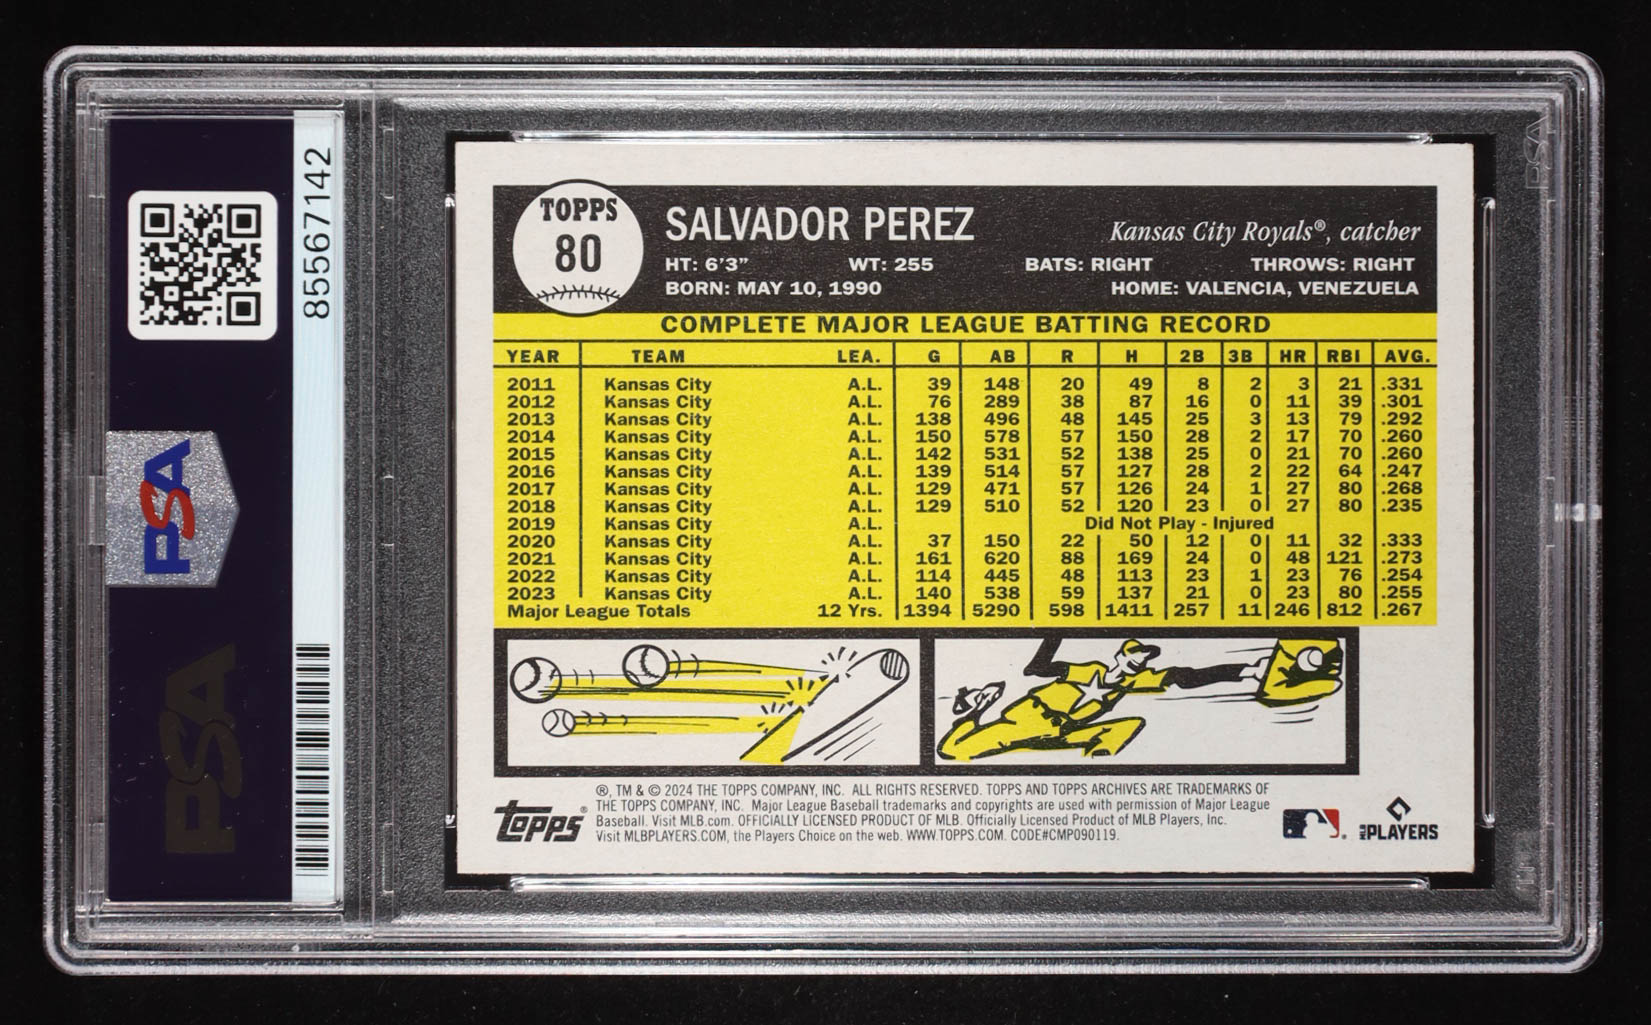 85567142
PSA
PSA
TOPPS
80
SALVADOR PEREZ
Kansas City Royals®, catcher
HT: 6'3" WT: 255 BATS: RIGHT THROWS: RIGHT
BORN: MAY 10, 1990 HOME: VALENCIA, VENEZUELA
COMPLETE MAJOR LEAGUE BATTING RECORD
YEAR TEAM LEA. G AB R H 2B 3B HR RBI AVG.
2011 Kansas City A.L. 39 148 20 49 8 2 3 21 .331
2012 Kansas City A.L. 76 289 38 87 16 0 11 39 .301
2013 Kansas City A.L. 138 496 48 145 25 3 13 79 .292
2014 Kansas City A.L. 150 578 57 150 28 2 17 70 .260
2015 Kansas City A.L. 142 531 52 138 25 0 21 70 .260
2016 Kansas City A.L. 139 514 57 127 28 2 22 64 .247
2017 Kansas City A.L. 129 471 57 126 24 1 27 80 .268
2018 Kansas City A.L. 129 510 52 120 23 0 27 80 .235
2019 Kansas City A.L. Did Not Play - Injured
2020 Kansas City A.L. 37 150 22 50 12 0 11 32 .333
2021 Kansas City A.L. 161 620 88 169 24 0 48 121 .273
2022 Kansas City A.L. 114 445 48 113 23 1 23 76 .254
2023 Kansas City A.L. 140 538 59 137 21 0 23 80 .255
Major League Totals 12 Yrs. 1394 5290 598 1411 257 11 246 812 .267
®, TM & © 2024 THE TOPPS COMPANY, INC. ALL RIGHTS RESERVED. TOPPS AND TOPPS ARCHIVES ARE TRADEMARKS OF
THE TOPPS COMPANY, INC. Major League Baseball trademarks and copyrights are used with permission of Major League
Baseball. Visit MLB.com. OFFICIALLY LICENSED PRODUCT OF MLB. Officially Licensed Product of MLB Players, Inc.
Visit MLBPLAYERS.COM, the Players Choice on the web. WWW.TOPPS.COM. CODE#CMP090119.
Topps®
MLB PLAYERS
PSA